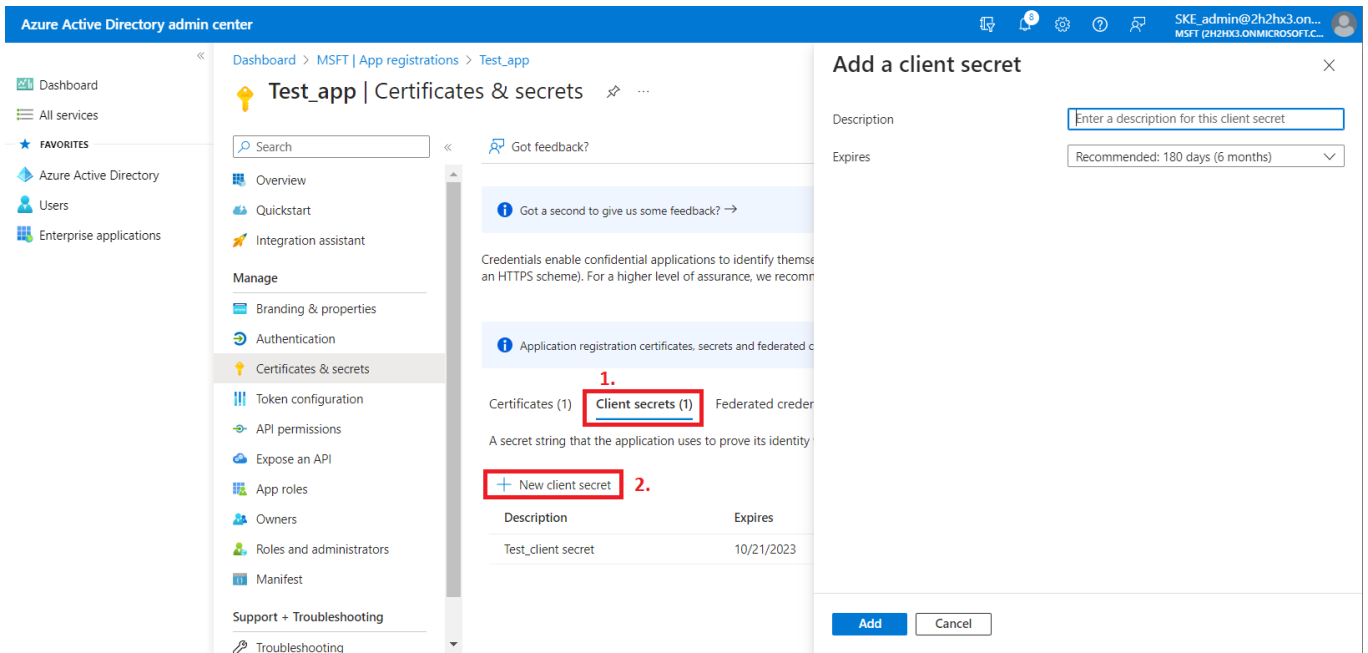 Azure Active Directory admin center
8
SKE_admin@2h2hx3.on...
MSFT (2H2HX3.ONMICROSOFT.C...
«
Dashboard
All services
FAVORITES
Azure Active Directory
Users
Enterprise applications
Dashboard > MSFT | App registrations > Test_app
Test_app | Certificates & secrets ...
Search «
Overview
Quickstart
Integration assistant
Manage
Branding & properties
Authentication
Certificates & secrets
Token configuration
API permissions
Expose an API
App roles
Owners
Roles and administrators
Manifest
Support + Troubleshooting
Troubleshooting
Got feedback?
Got a second to give us some feedback? →
Credentials enable confidential applications to identify themse
an HTTPS scheme). For a higher level of assurance, we recomm
Application registration certificates, secrets and federated c
1.
Certificates (1) Client secrets (1) Federated creder
A secret string that the application uses to prove its identity
New client secret 2.
Description Expires
Test_client secret 10/21/2023
Add a client secret
Description Enter a description for this client secret
Expires Recommended: 180 days (6 months)
Add Cancel